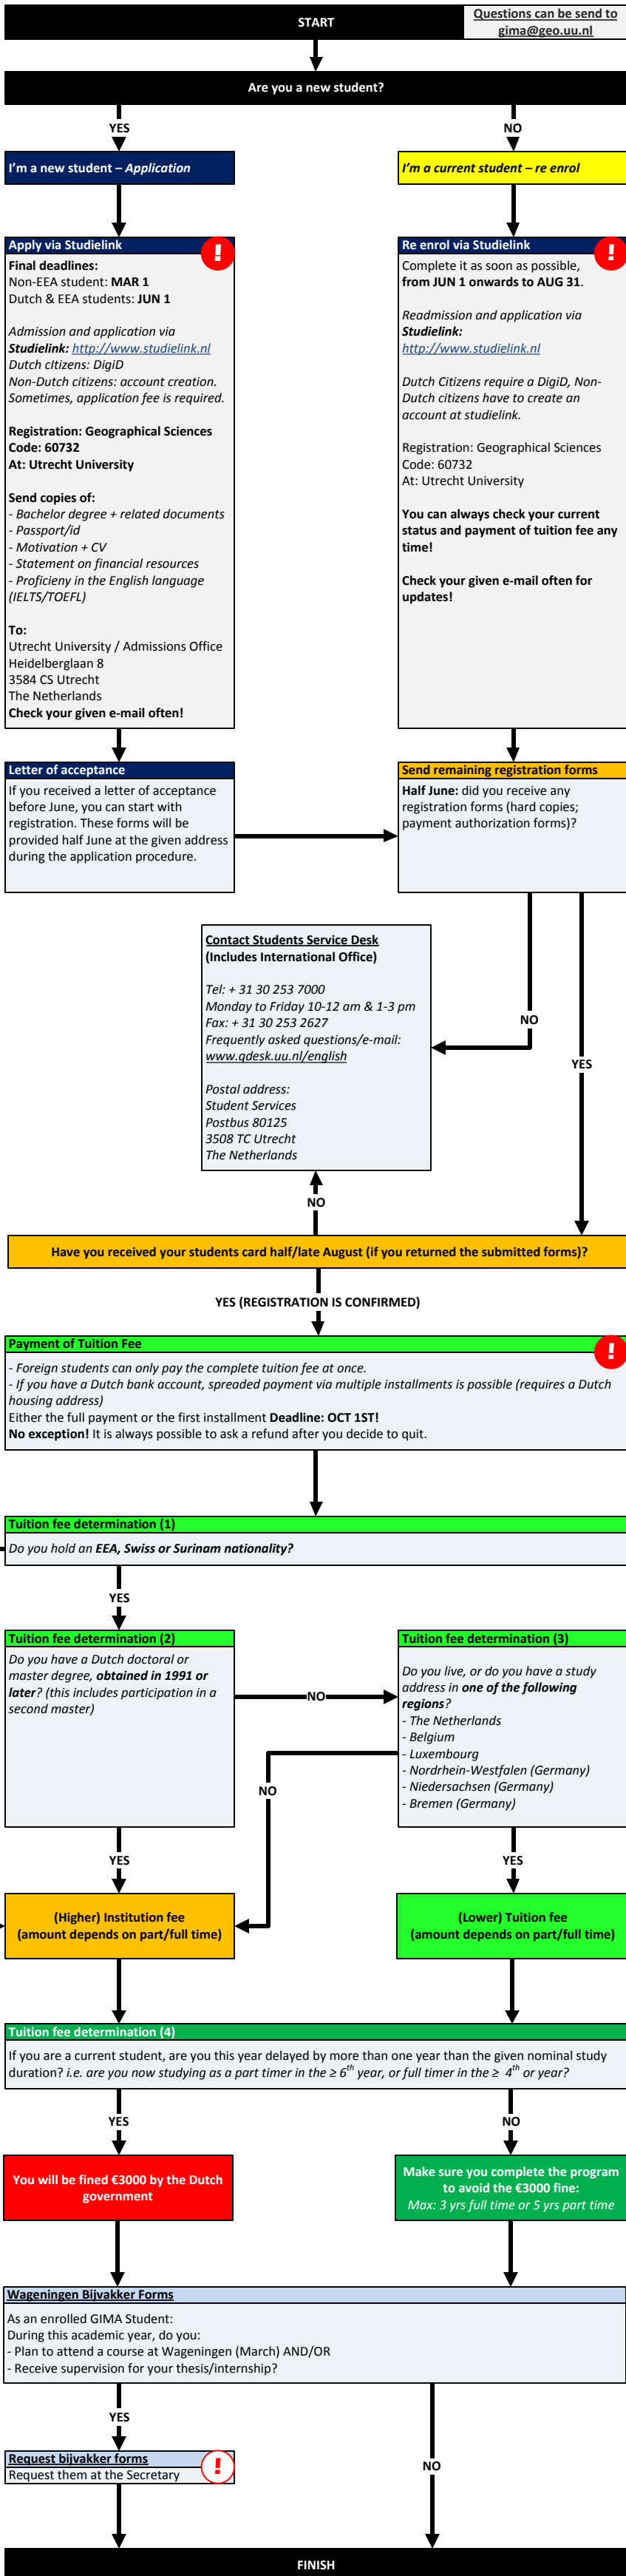 START
Questions can be send to
gima@geo.uu.nl
Are you a new student?
YES
NO
I'm a new student – Application
I'm a current student – re enrol
Apply via Studielink
!
Final deadlines:
Non-EEA student: MAR 1
Dutch & EEA students: JUN 1
Admission and application via
Studielink: http://www.studielink.nl
Dutch citizens: DigiD
Non-Dutch citizens: account creation.
Sometimes, application fee is required.
Registration: Geographical Sciences
Code: 60732
At: Utrecht University
Send copies of:
- Bachelor degree + related documents
- Passport/id
- Motivation + CV
- Statement on financial resources
- Proficieny in the English language
(IELTS/TOEFL)
To:
Utrecht University / Admissions Office
Heidelberglaan 8
3584 CS Utrecht
The Netherlands
Check your given e-mail often!
Re enrol via Studielink
!
Complete it as soon as possible,
from JUN 1 onwards to AUG 31.
Readmission and application via
Studielink:
http://www.studielink.nl
Dutch Citizens require a DigiD, Non-
Dutch citizens have to create an
account at studielink.
Registration: Geographical Sciences
Code: 60732
At: Utrecht University
You can always check your current
status and payment of tuition fee any
time!
Check your given e-mail often for
updates!
Letter of acceptance
If you received a letter of acceptance
before June, you can start with
registration. These forms will be
provided half June at the given address
during the application procedure.
Send remaining registration forms
Half June: did you receive any
registration forms (hard copies;
payment authorization forms)?
Contact Students Service Desk
(Includes International Office)
Tel: + 31 30 253 7000
Monday to Friday 10-12 am & 1-3 pm
Fax: + 31 30 253 2627
Frequently asked questions/e-mail:
www.qdesk.uu.nl/english
Postal address:
Student Services
Postbus 80125
3508 TC Utrecht
The Netherlands
NO
YES
NO
Have you received your students card half/late August (if you returned the submitted forms)?
YES (REGISTRATION IS CONFIRMED)
Payment of Tuition Fee
!
- Foreign students can only pay the complete tuition fee at once.
- If you have a Dutch bank account, spreaded payment via multiple installments is possible (requires a Dutch
housing address)
Either the full payment or the first installment Deadline: OCT 1ST!
No exception! It is always possible to ask a refund after you decide to quit.
Tuition fee determination (1)
Do you hold an EEA, Swiss or Surinam nationality?
YES
Tuition fee determination (2)
Do you have a Dutch doctoral or
master degree, obtained in 1991 or
later? (this includes participation in a
second master)
NO
Tuition fee determination (3)
Do you live, or do you have a study
address in one of the following
regions?
- The Netherlands
- Belgium
- Luxembourg
- Nordrhein-Westfalen (Germany)
- Niedersachsen (Germany)
- Bremen (Germany)
NO
YES
YES
(Higher) Institution fee
(amount depends on part/full time)
(Lower) Tuition fee
(amount depends on part/full time)
Tuition fee determination (4)
If you are a current student, are you this year delayed by more than one year than the given nominal study
duration? i.e. are you now studying as a part timer in the ≥ 6th year, or full timer in the ≥ 4th or year?
YES
NO
You will be fined €3000 by the Dutch
government
Make sure you complete the program
to avoid the €3000 fine:
Max: 3 yrs full time or 5 yrs part time
Wageningen Bijvakker Forms
As an enrolled GIMA Student:
During this academic year, do you:
- Plan to attend a course at Wageningen (March) AND/OR
- Receive supervision for your thesis/internship?
YES
NO
Request bijvakker forms
!
Request them at the Secretary
FINISH